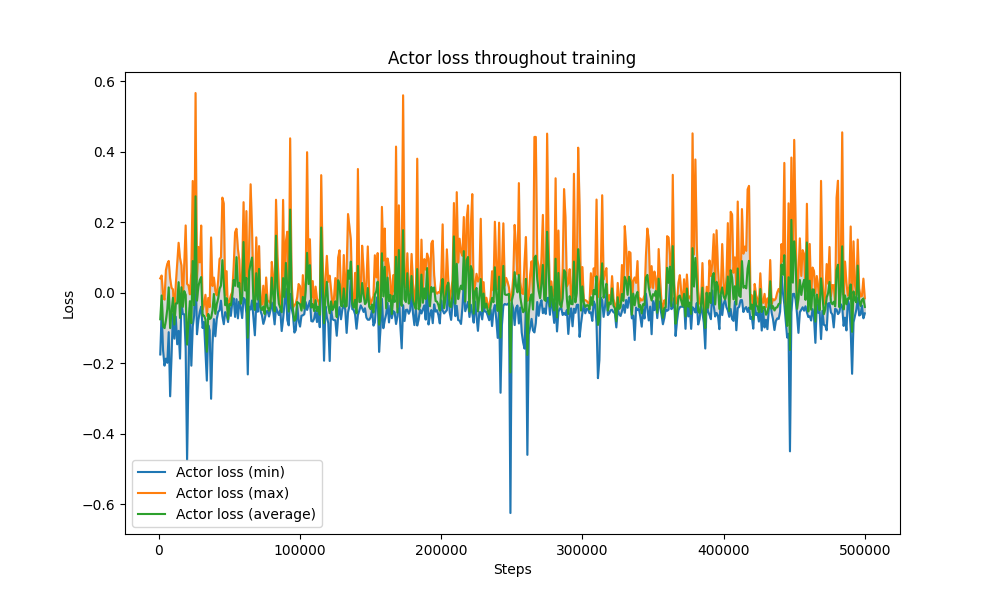 Actor loss throughout training
0.6
0.4
0.2
0.0
−0.2
−0.4
−0.6
Loss
Actor loss (min)
Actor loss (max)
Actor loss (average)
0
100000
200000
300000
400000
500000
Steps